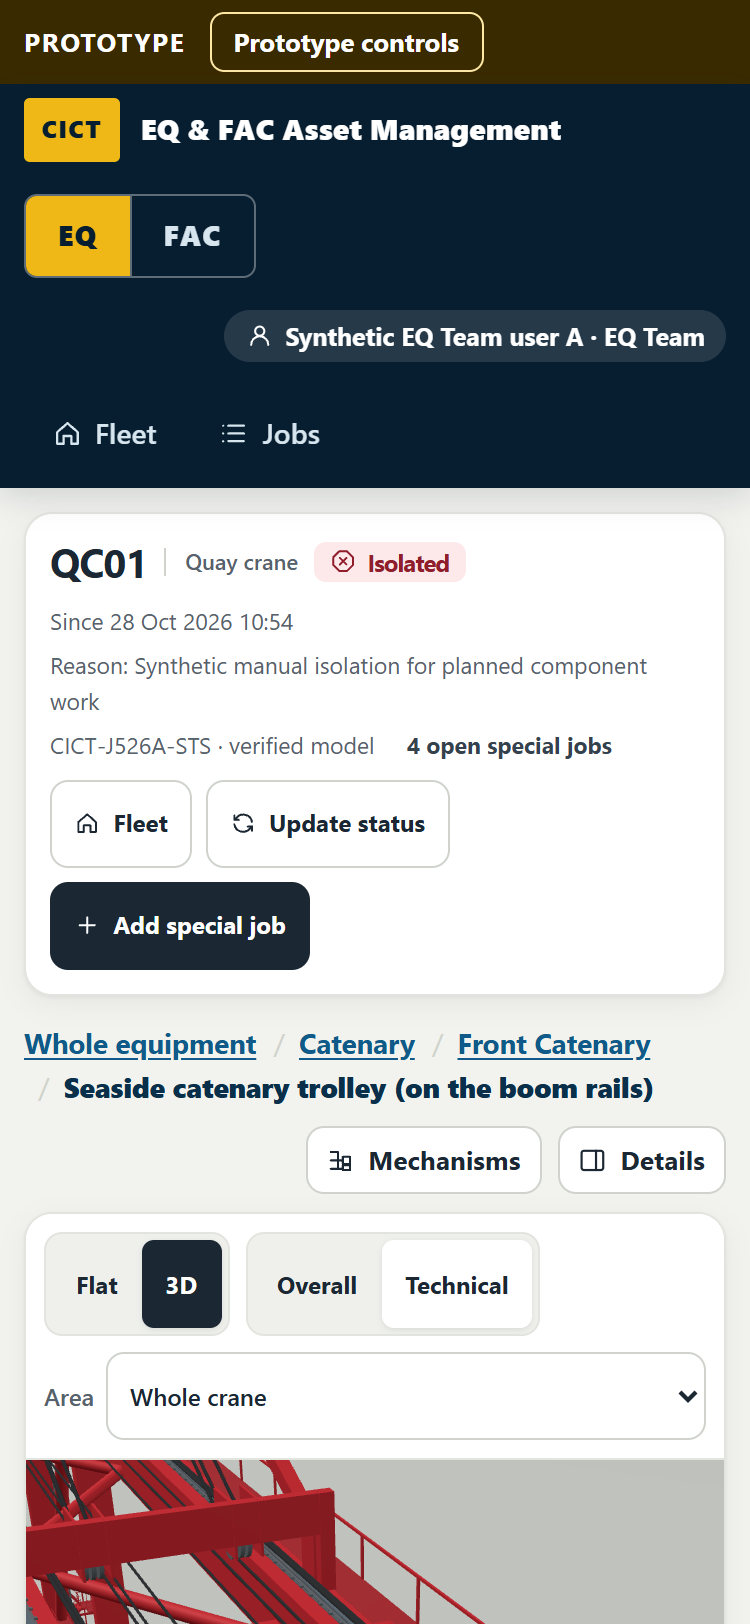 PROTOTYPE Prototype controls
CICT EQ & FAC Asset Management
EQ FAC
Synthetic EQ Team user A · EQ Team
Fleet Jobs
QC01 Quay crane Isolated
Since 28 Oct 2026 10:54
Reason: Synthetic manual isolation for planned component
work
CICT-J526A-STS · verified model 4 open special jobs
Fleet Update status
+ Add special job
Whole equipment / Catenary / Front Catenary
/ Seaside catenary trolley (on the boom rails)
Mechanisms Details
Flat 3D Overall Technical
Area Whole crane